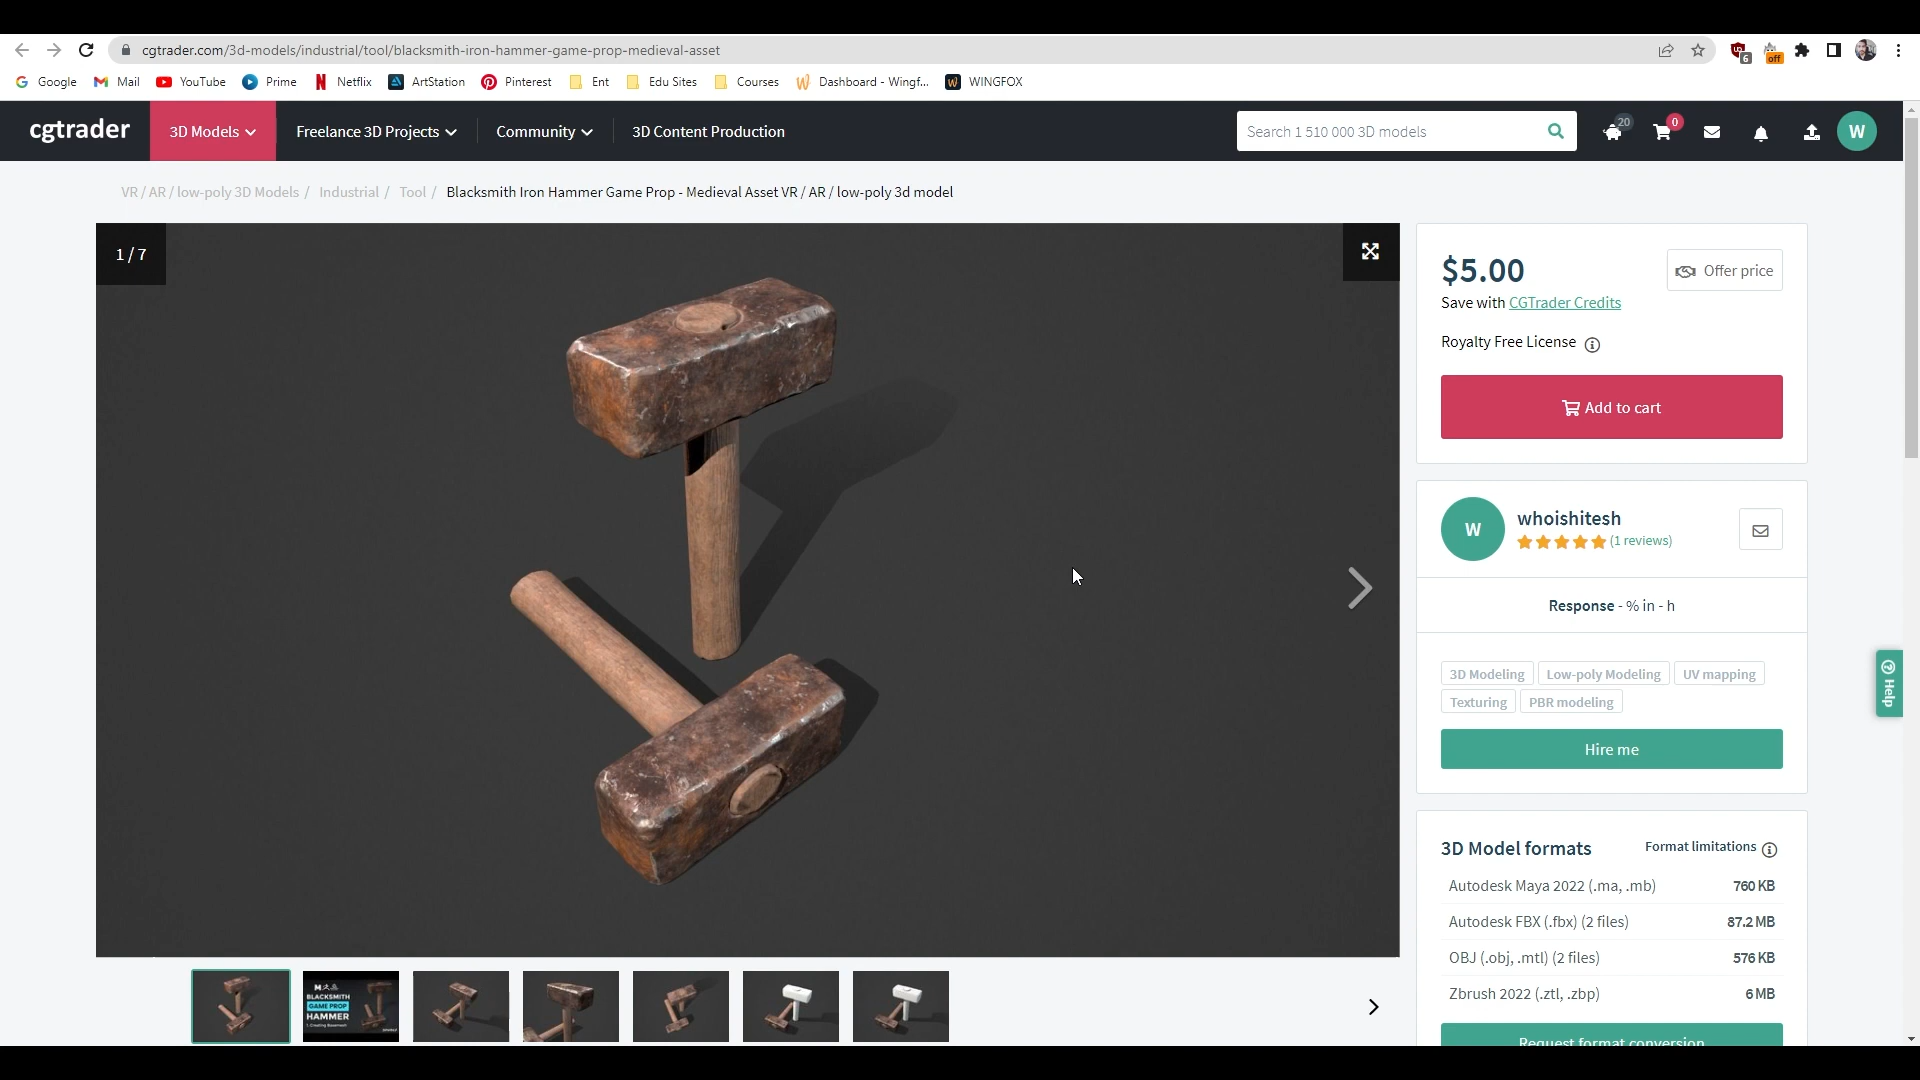 cgtrader.com/3d-models/industrial/tool/blacksmith-iron-hammer-game-prop-medieval-asset
6
off
Google Mail YouTube Prime Netflix ArtStation Pinterest Ent Edu Sites Courses Dashboard - Wingf... WINGFOX
cgtrader 3D Models Freelance 3D Projects Community 3D Content Production Search 1 510 000 3D models 20 0 W
VR / AR / low-poly 3D Models / Industrial / Tool / Blacksmith Iron Hammer Game Prop - Medieval Asset VR / AR / low-poly 3d model
1 / 7
$5.00 Offer price
Save with CGTrader Credits
Royalty Free License
Add to cart
W whoishitesh
(1 reviews)
Response - % in - h
3D Modeling Low-poly Modeling UV mapping
Texturing PBR modeling
Hire me
Help
3D Model formats Format limitations
Autodesk Maya 2022 (.ma, .mb) 760 KB
Autodesk FBX (.fbx) (2 files) 87.2 MB
OBJ (.obj, .mtl) (2 files) 576 KB
Zbrush 2022 (.ztl, .zbp) 6 MB
Request format conversion
BLACKSMITH
GAME PROP
HAMMER